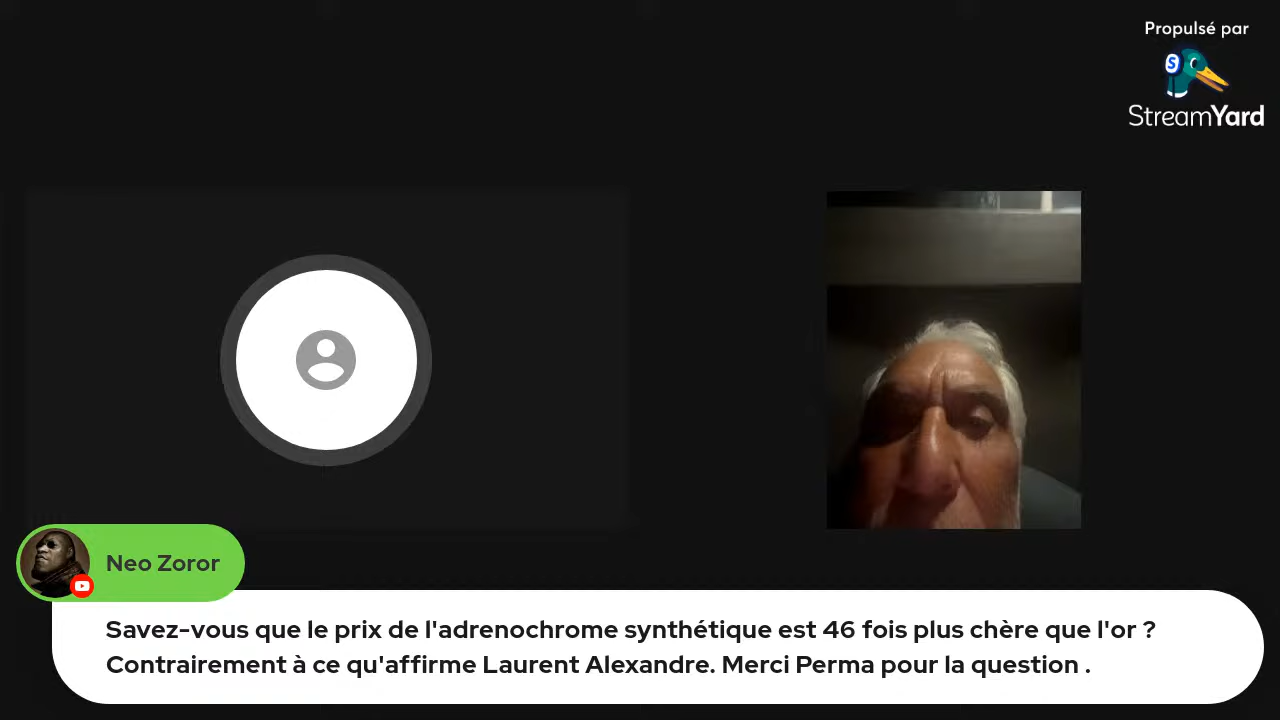 Propulsé par
StreamYard
Neo Zoror
Savez-vous que le prix de l'adrenochrome synthétique est 46 fois plus chère que l'or ?
Contrairement à ce qu'affirme Laurent Alexandre. Merci Perma pour la question .